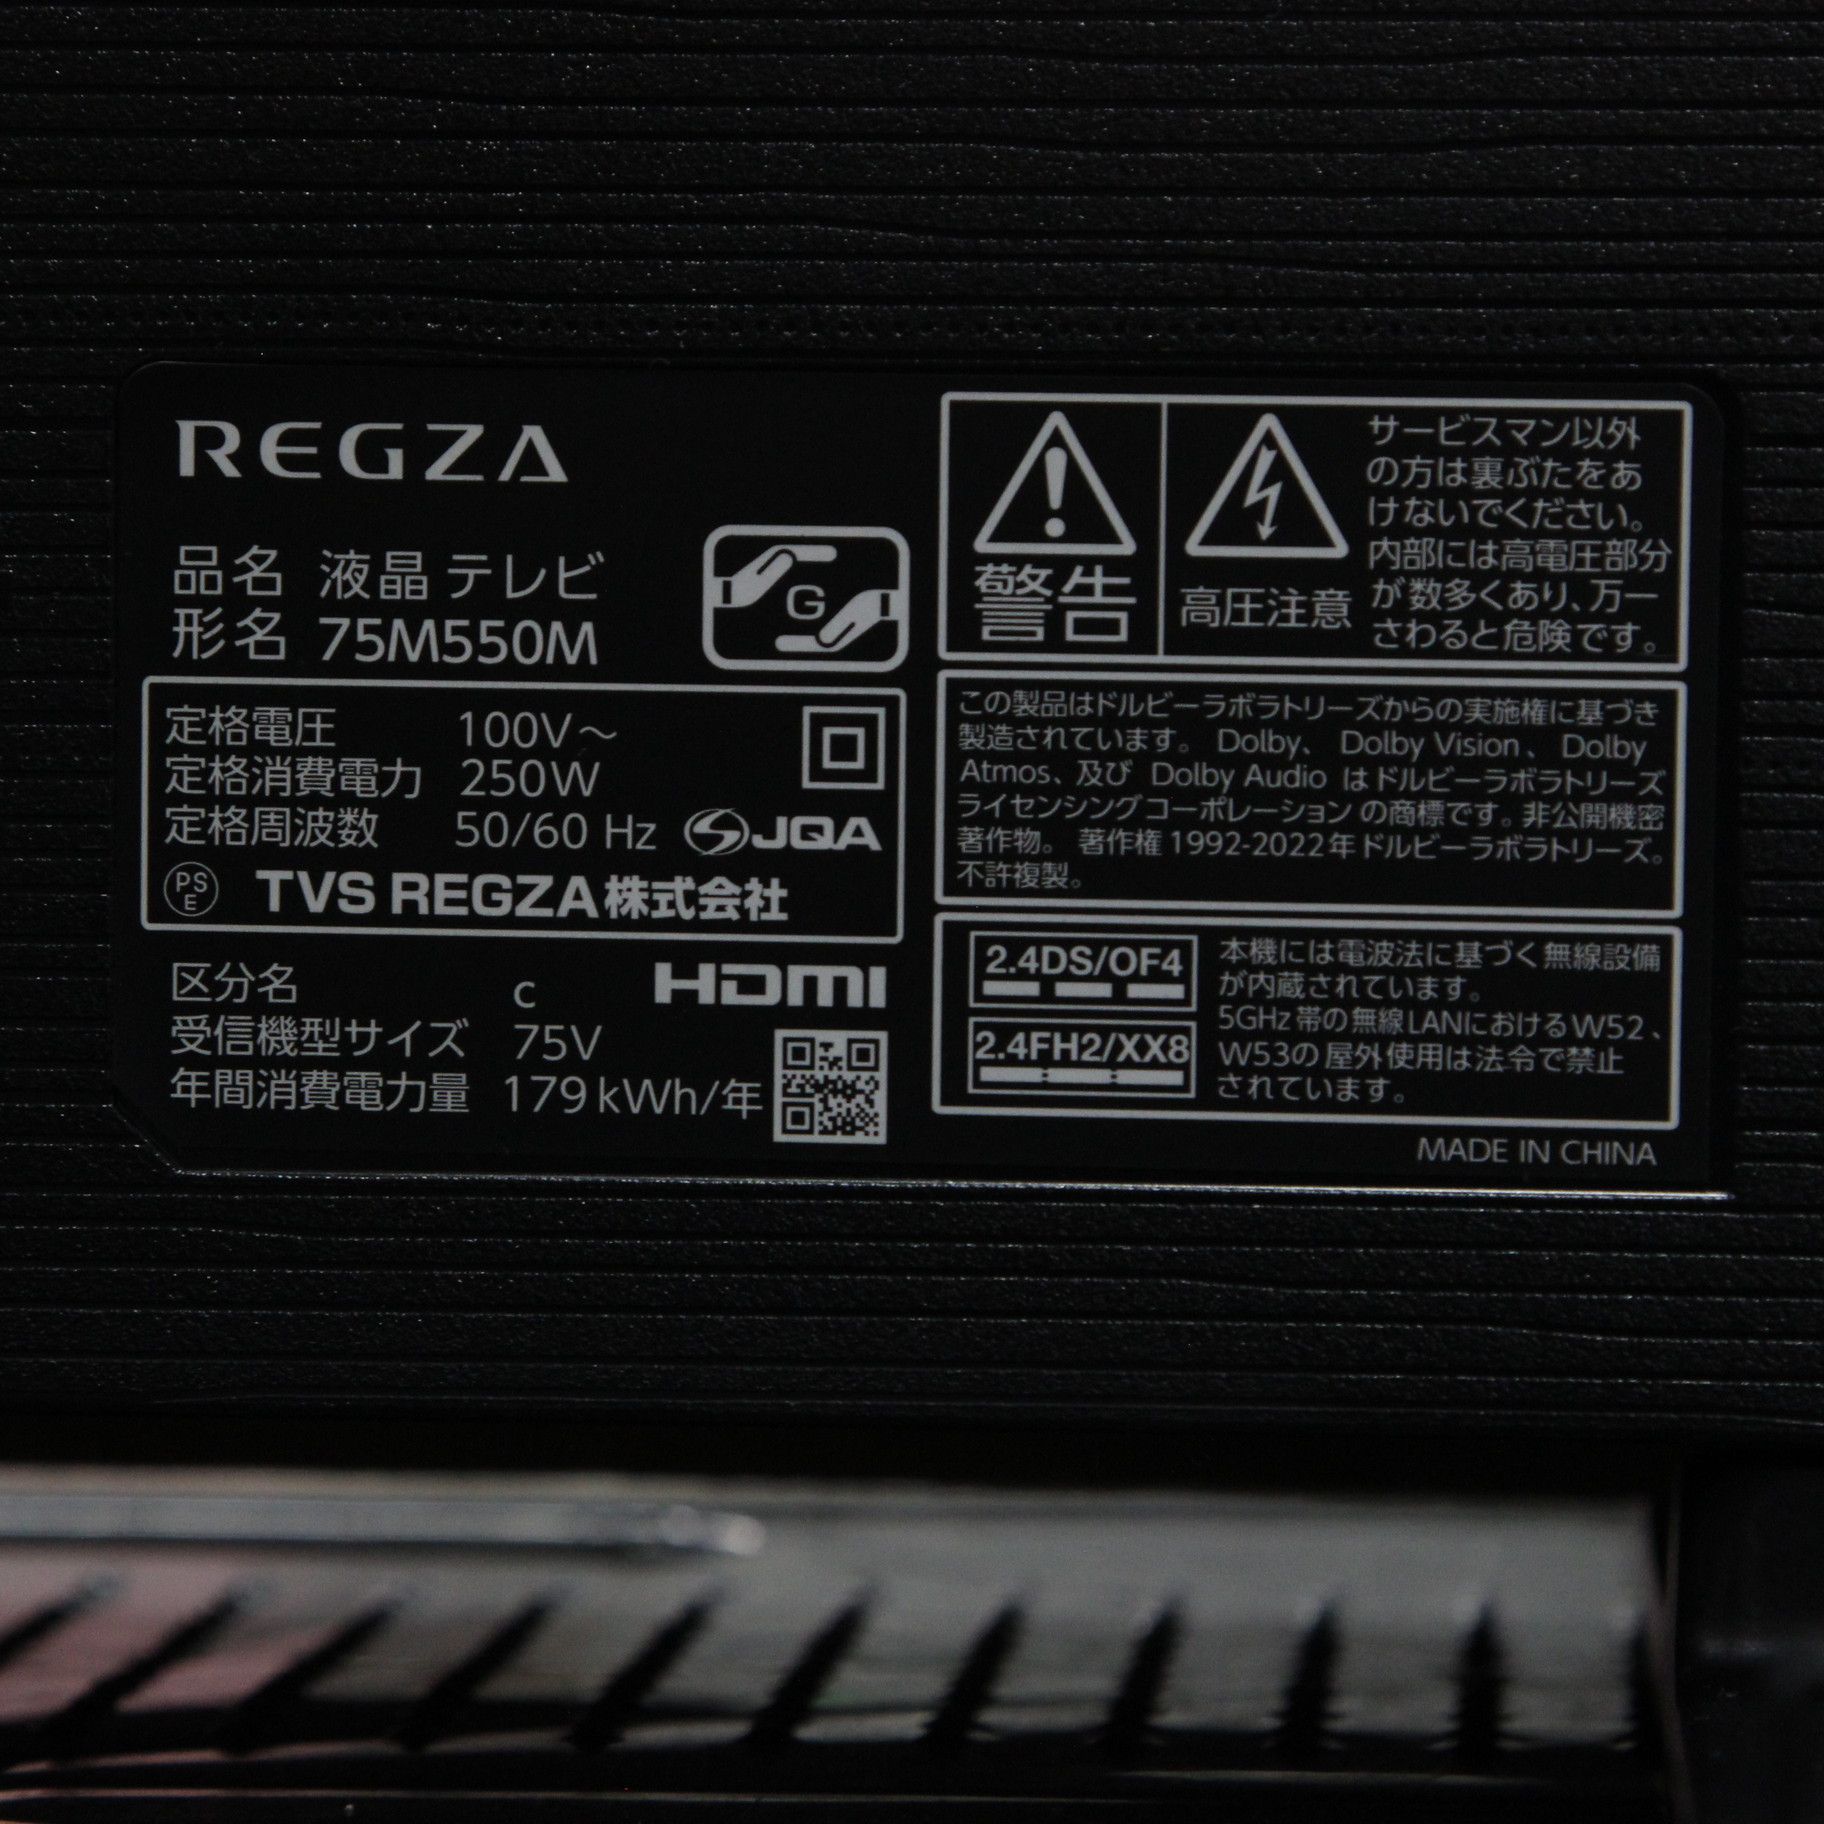 REGZA
品名 液晶テレビ
形名 75M550M
G
定格電圧 100V～
定格消費電力 250W
定格周波数 50/60 Hz JQA
PS
E
TVS REGZA株式会社
区分名 c HDMI
受信機型サイズ 75V
年間消費電力量 179kWh/年
警告
高圧注意
サービスマン以外
の方は裏ぶたをあ
けないでください。
内部には高電圧部分
が数多くあり、万一
さわると危険です。
この製品はドルビーラボラトリーズからの実施権に基づき
製造されています。 Dolby、 Dolby Vision、 Dolby
Atmos、及び Dolby Audio はドルビーラボラトリーズ
ライセンシングコーポレーションの商標です。非公開機密
著作物。 著作権 1992-2022年ドルビーラボラトリーズ。
不許複製。
2.4DS/OF4
2.4FH2/XX8
本機には電波法に基づく無線設備
が内蔵されています。
5GHz帯の無線LANにおけるW52、
W53の屋外使用は法令で禁止
されています。
MADE IN CHINA